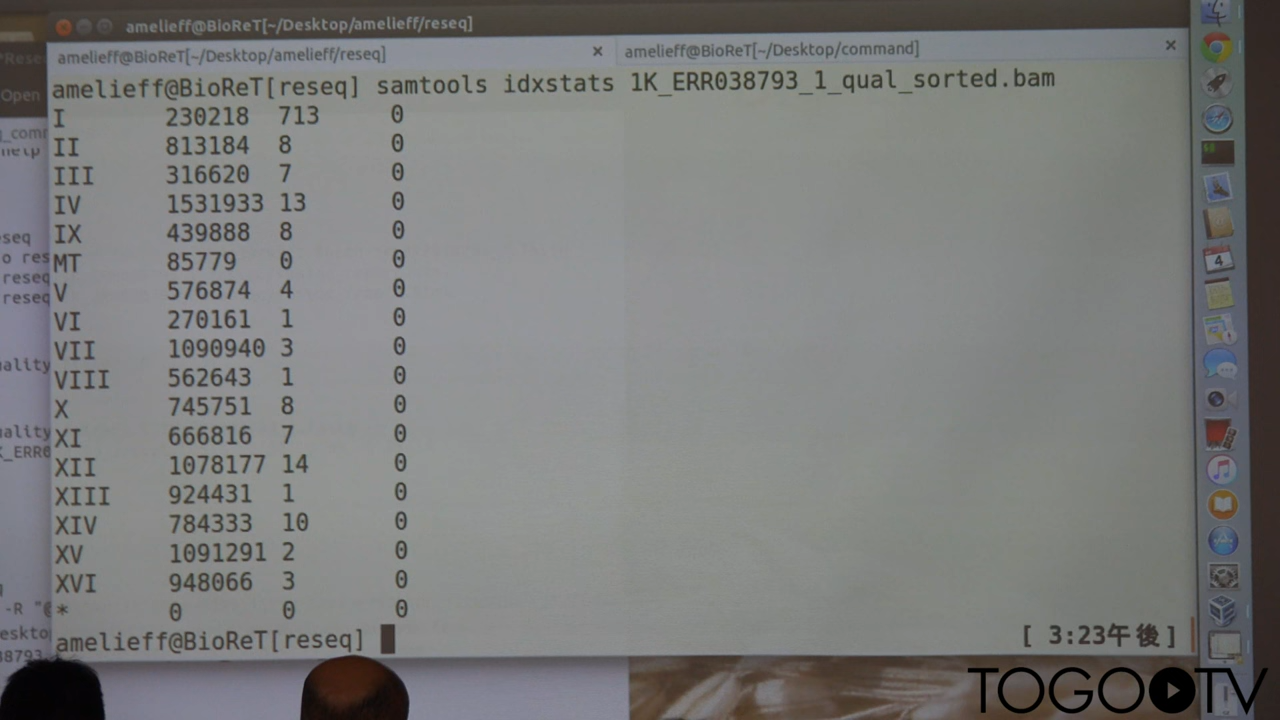 amelieff@BioReT[~/Desktop/amelieff/reseq]
amelieff@BioReT[~/Desktop/amelieff/reseq] × amelieff@BioReT[~/Desktop/command] ×
amelieff@BioReT[reseq] samtools idxstats 1K_ERR038793_1_qual_sorted.bam
I 230218 713 0
II 813184 8 0
III 316620 7 0
IV 1531933 13 0
IX 439888 8 0
MT 85779 0 0
V 576874 4 0
VI 270161 1 0
VII 1090940 3 0
VIII 562643 1 0
X 745751 8 0
XI 666816 7 0
XII 1078177 14 0
XIII 924431 1 0
XIV 784333 10 0
XV 1091291 2 0
XVI 948066 3 0
* 0 0 0
amelieff@BioReT[reseq]
[ 3:23午後]
Open
4
TOGO TV